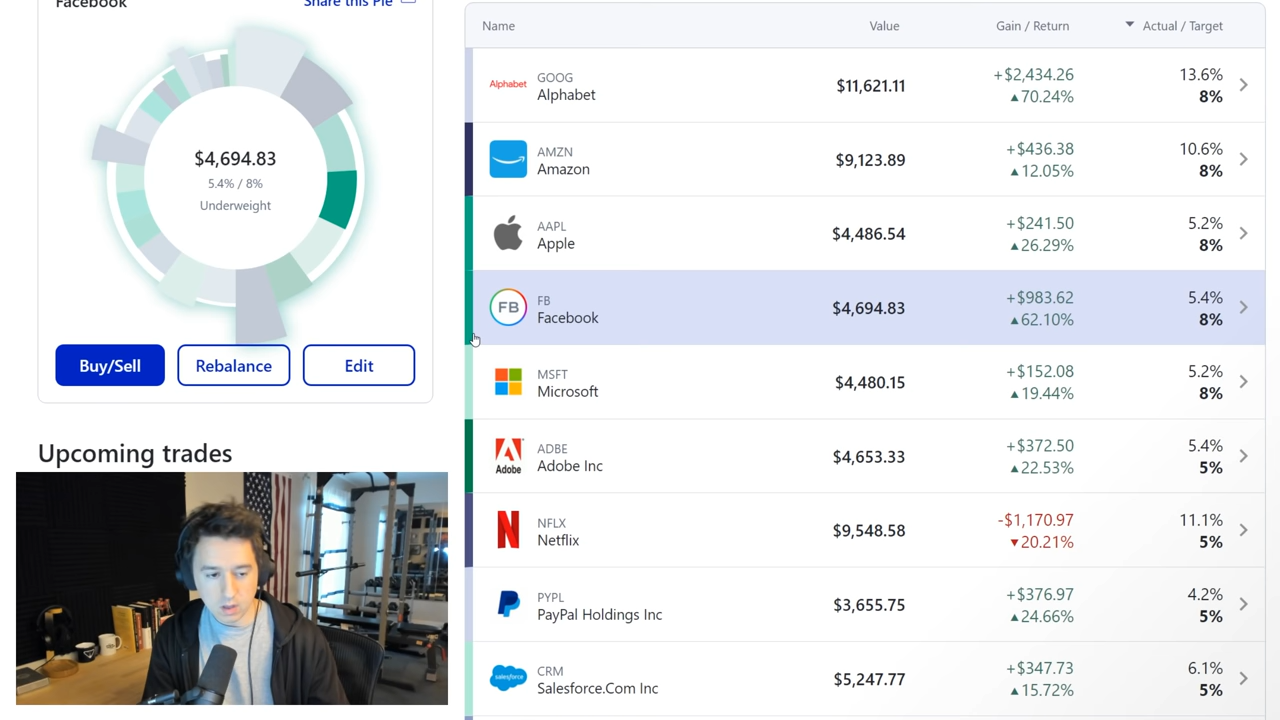 Facebook
Share this Pie
$4,694.83
5.4% / 8%
Underweight
Buy/Sell
Rebalance
Edit
Upcoming trades
Name
Value
Gain / Return
Actual / Target
Alphabet
GOOG
Alphabet
$11,621.11
+$2,434.26
▲70.24%
13.6%
8%
AMZN
Amazon
$9,123.89
+$436.38
▲12.05%
10.6%
8%
AAPL
Apple
$4,486.54
+$241.50
▲26.29%
5.2%
8%
FB
FB
Facebook
$4,694.83
+$983.62
▲62.10%
5.4%
8%
MSFT
Microsoft
$4,480.15
+$152.08
▲19.44%
5.2%
8%
Adobe
ADBE
Adobe Inc
$4,653.33
+$372.50
▲22.53%
5.4%
5%
NFLX
Netflix
$9,548.58
-$1,170.97
▼20.21%
11.1%
5%
PYPL
PayPal Holdings Inc
$3,655.75
+$376.97
▲24.66%
4.2%
5%
salesforce
CRM
Salesforce.Com Inc
$5,247.77
+$347.73
▲15.72%
6.1%
5%